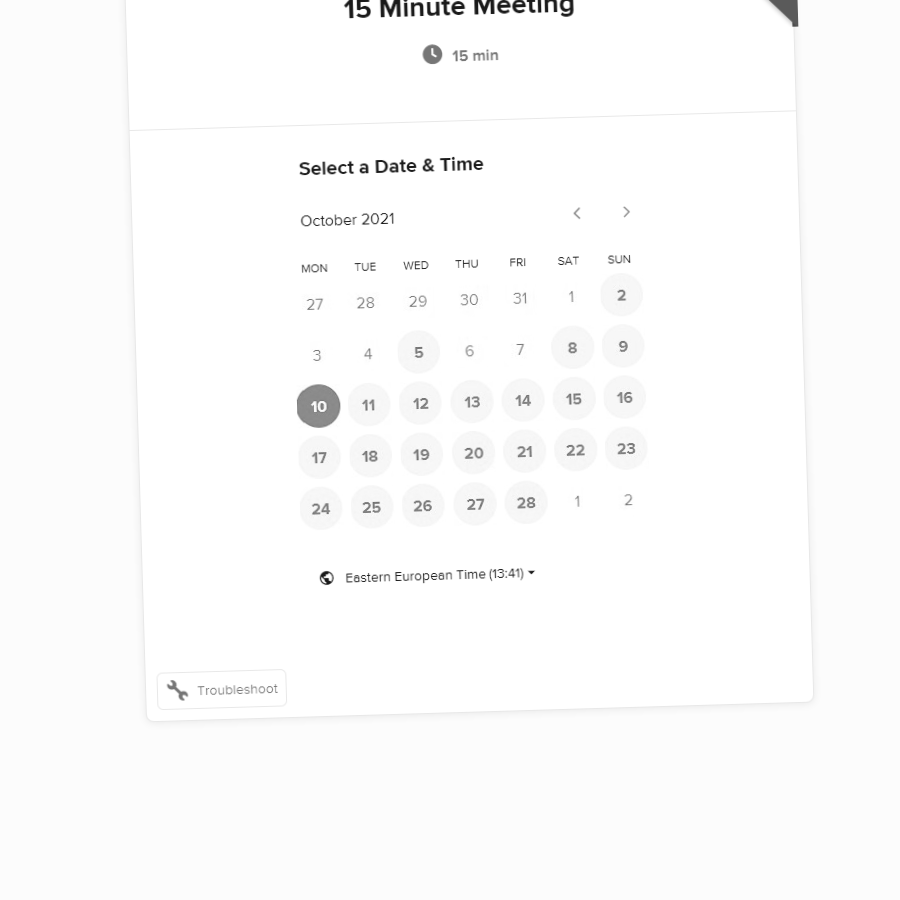 15 Minute Meeting
15 min
Select a Date & Time
October 2021
MON TUE WED THU FRI SAT SUN
27 28 29 30 31 1 2
3 4 5 6 7 8 9
10 11 12 13 14 15 16
17 18 19 20 21 22 23
24 25 26 27 28 1 2
Eastern European Time (13:41)
Troubleshoot